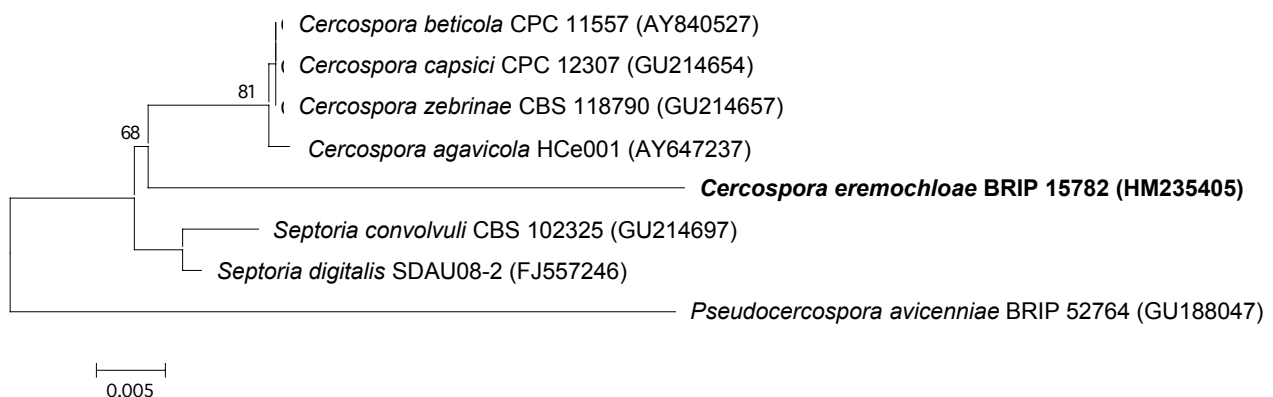 Cercospora beticola CPC 11557 (AY840527)
Cercospora capsici CPC 12307 (GU214654)
81
Cercospora zebrinae CBS 118790 (GU214657)
68
Cercospora agavicola HCe001 (AY647237)
Cercospora eremochloae BRIP 15782 (HM235405)
Septoria convolvuli CBS 102325 (GU214697)
Septoria digitalis SDAU08-2 (FJ557246)
Pseudocercospora avicenniae BRIP 52764 (GU188047)
0.005